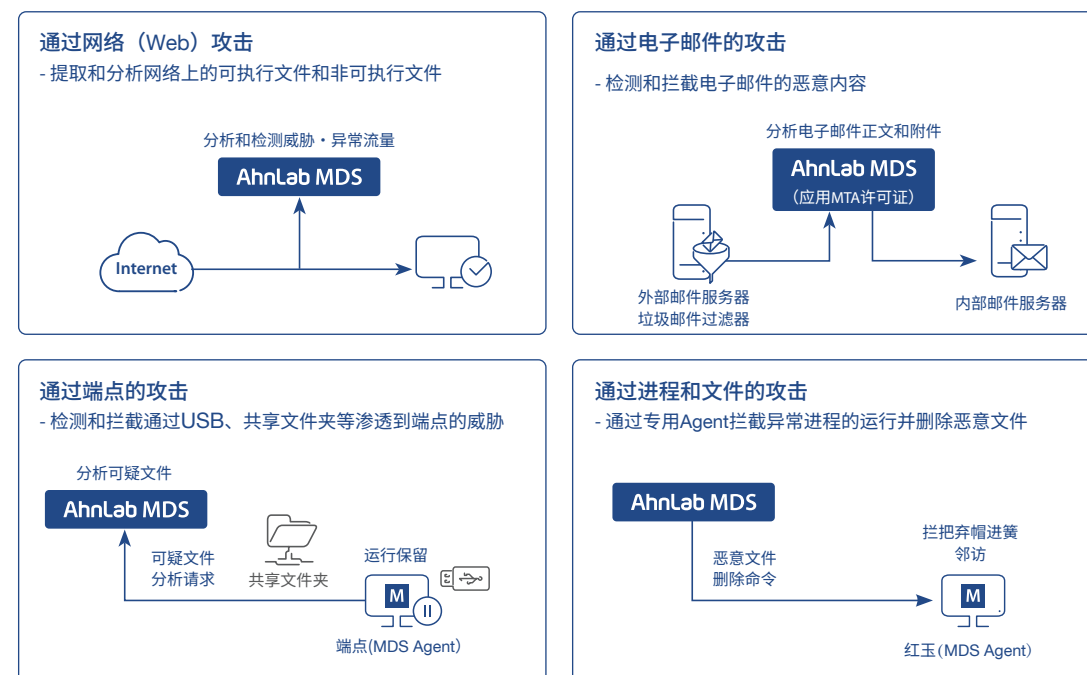 通过网络（Web）攻击
- 提取和分析网络上的可执行文件和非可执行文件
分析和检测威胁・异常流量
AhnLab MDS
Internet
通过电子邮件的攻击
- 检测和拦截电子邮件的恶意内容
分析电子邮件正文和附件
AhnLab MDS
（应用MTA许可证）
外部邮件服务器
垃圾邮件过滤器
内部邮件服务器
通过端点的攻击
- 检测和拦截通过USB、共享文件夹等渗透到端点的威胁
分析可疑文件
AhnLab MDS
可疑文件
分析请求
共享文件夹
运行保留
M
端点(MDS Agent）
通过进程和文件的攻击
- 通过专用Agent拦截异常进程的运行并删除恶意文件
AhnLab MDS
恶意文件
删除命令
拦把弃帽进簧
邻访
M
红玉(MDS Agent）